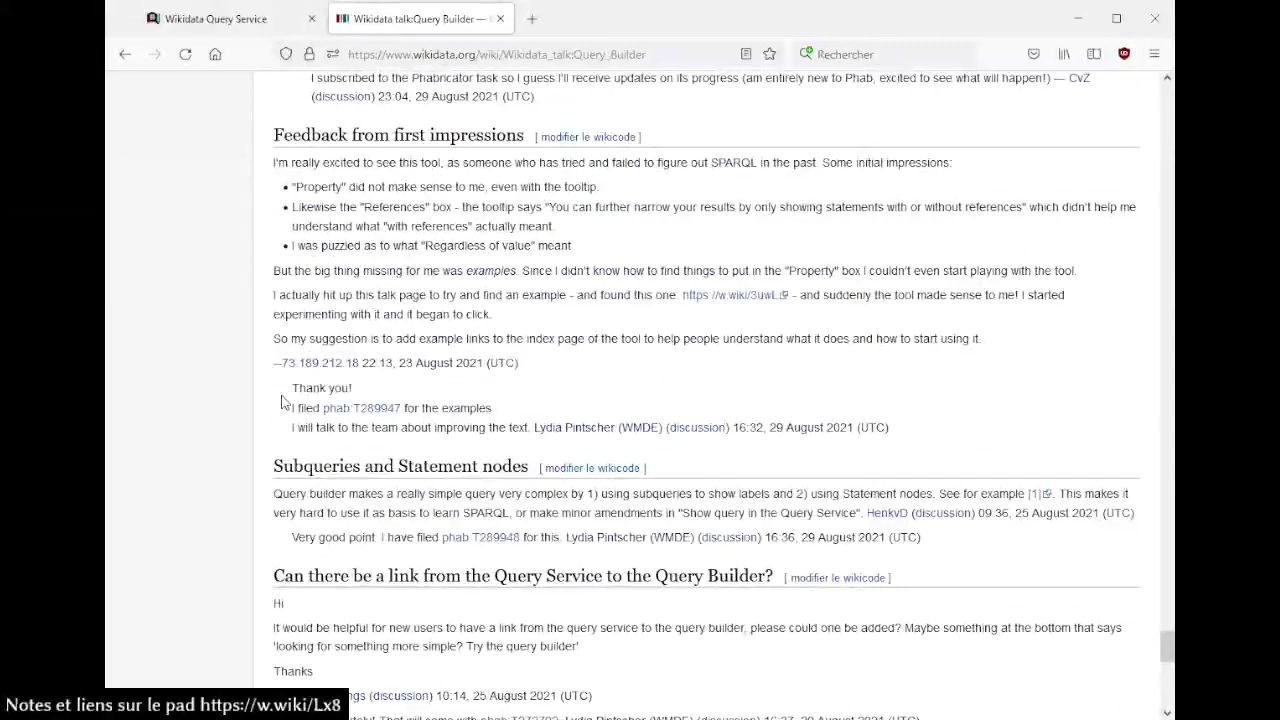 Wikidata Query Service
Wikidata talk:Query Builder —
https://www.wikidata.org/wiki/Wikidata_talk:Query_Builder
Rechercher
I subscribed to the Phabricator task so I guess I'll receive updates on its progress (am entirely new to Phab, excited to see what will happen!) — CvZ
(discussion) 23:04, 29 August 2021 (UTC)
Feedback from first impressions [ modifier le wikicode ]
I'm really excited to see this tool, as someone who has tried and failed to figure out SPARQL in the past. Some initial impressions:
• "Property" did not make sense to me, even with the tooltip.
• Likewise the "References" box - the tooltip says "You can further narrow your results by only showing statements with or without references" which didn't help me
understand what "with references" actually meant.
• I was puzzled as to what "Regardless of value" meant
But the big thing missing for me was examples. Since I didn't know how to find things to put in the "Property" box I couldn't even start playing with the tool.
I actually hit up this talk page to try and find an example - and found this one: https://w.wiki/3uwL - and suddenly the tool made sense to me! I started
experimenting with it and it began to click.
So my suggestion is to add example links to the index page of the tool to help people understand what it does and how to start using it.
--73.189.212.18 22:13, 23 August 2021 (UTC)
Thank you!
I filed phab:T289947 for the examples
I will talk to the team about improving the text. Lydia Pintscher (WMDE) (discussion) 16:32, 29 August 2021 (UTC)
Subqueries and Statement nodes [ modifier le wikicode ]
Query builder makes a really simple query very complex by 1) using subqueries to show labels and 2) using Statement nodes. See for example [1]. This makes it
very hard to use it as basis to learn SPARQL, or make minor amendments in "Show query in the Query Service". HenkvD (discussion) 09:36, 25 August 2021 (UTC)
Very good point. I have filed phab:T289948 for this. Lydia Pintscher (WMDE) (discussion) 16:36, 29 August 2021 (UTC)
Can there be a link from the Query Service to the Query Builder? [ modifier le wikicode ]
Hi
It would be helpful for new users to have a link from the query service to the query builder, please could one be added? Maybe something at the bottom that says
'looking for something more simple? Try the query builder'
Thanks
ngs (discussion) 10:14, 25 August 2021 (UTC)
Notes et liens sur le pad https://w.wiki/Lx8